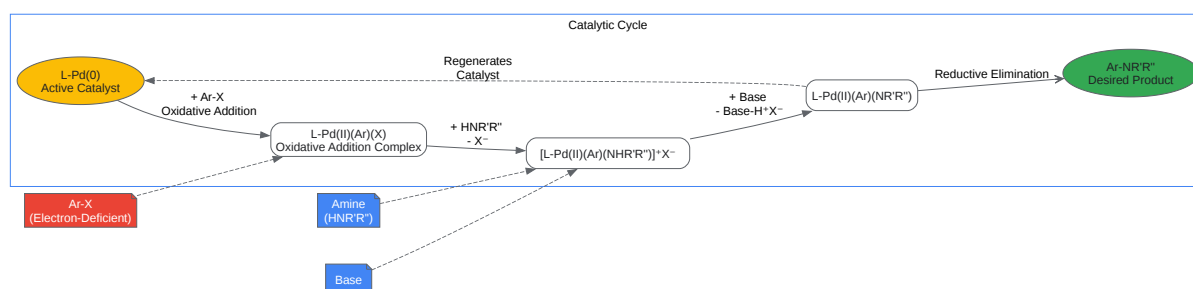 Catalytic Cycle
L-Pd(0)
Active Catalyst
+ Ar-X
Oxidative Addition
L-Pd(II)(Ar)(X)
Oxidative Addition Complex
+ HNR'R"
- X⁻
[L-Pd(II)(Ar)(NHR'R")]⁺X⁻
+ Base
- Base-H⁺X⁻
L-Pd(II)(Ar)(NR'R")
Regenerates
Catalyst
Reductive Elimination
Ar-NR'R"
Desired Product
Ar-X
(Electron-Deficient)
Amine
(HNR'R")
Base